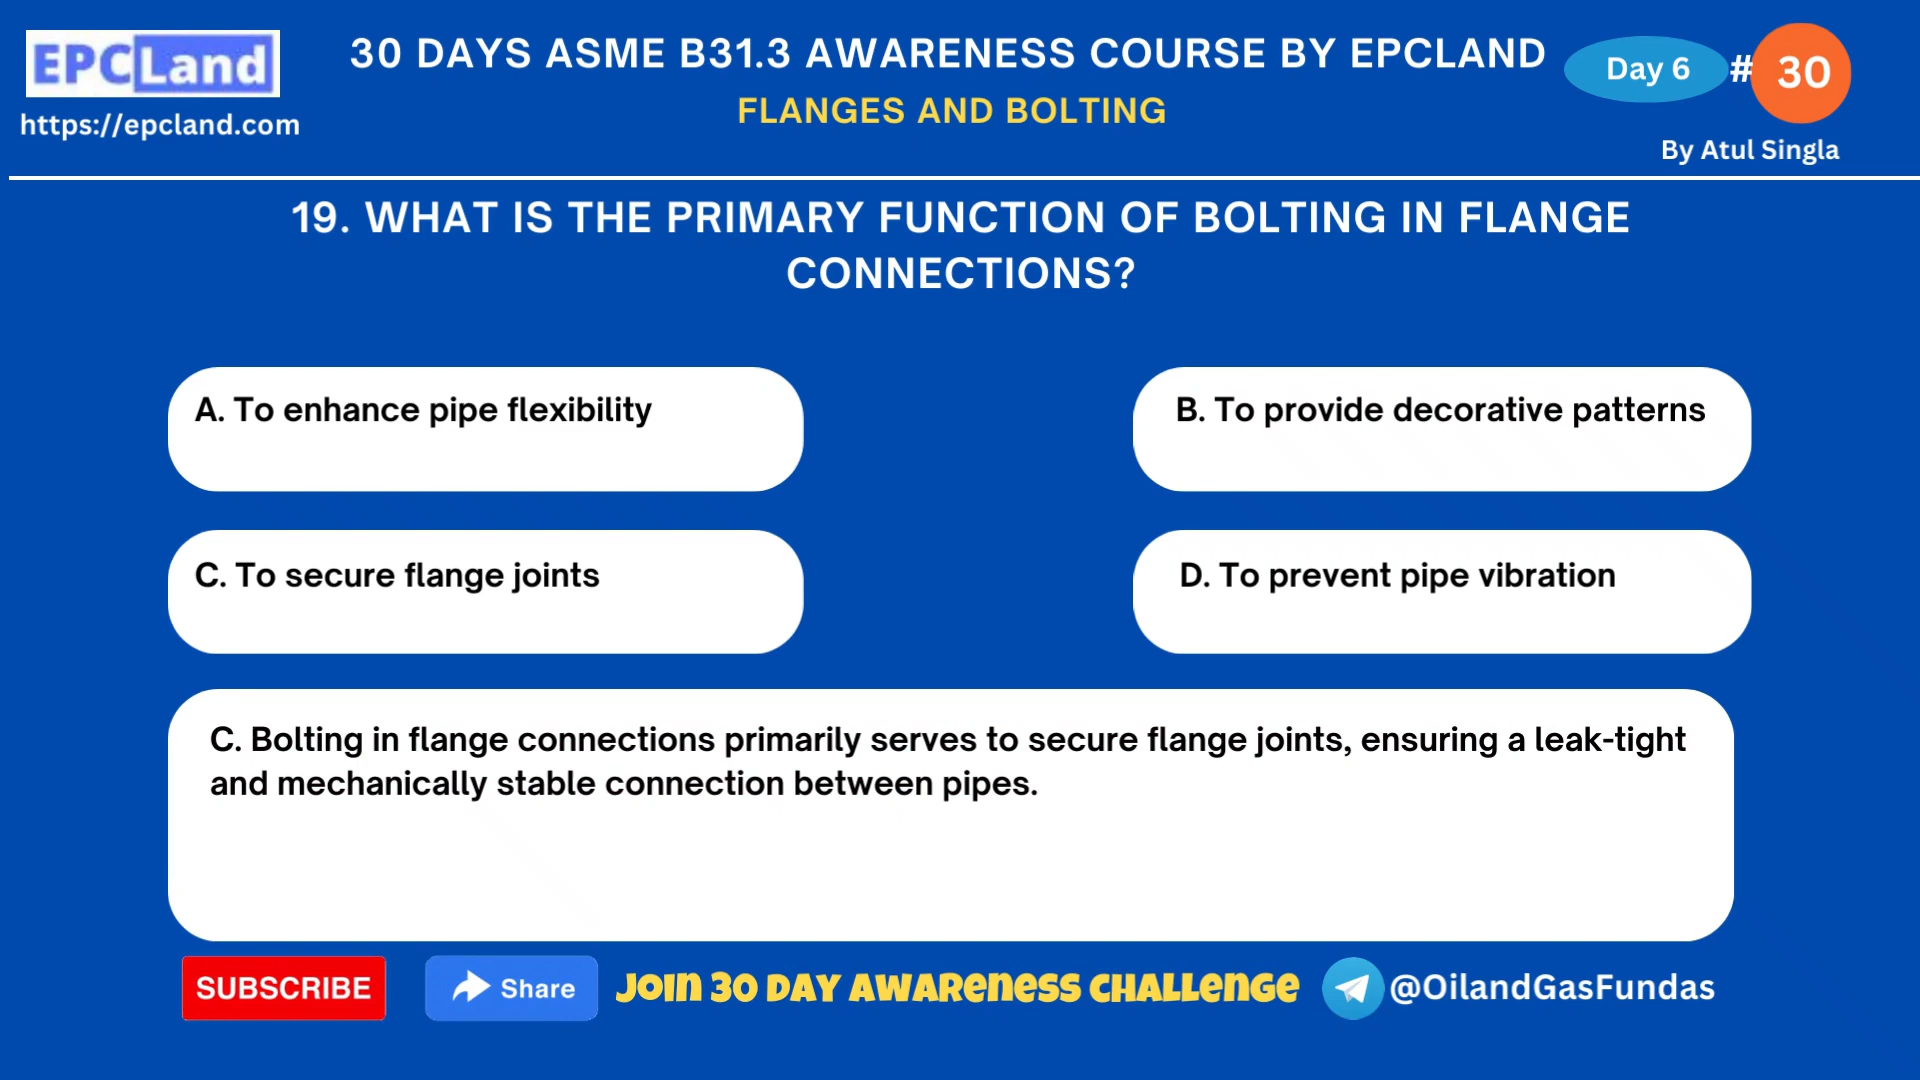 EPCLand
https://epcland.com
30 DAYS ASME B31.3 AWARENESS COURSE BY EPCLAND
FLANGES AND BOLTING
Day 6 # 30
By Atul Singla
19. WHAT IS THE PRIMARY FUNCTION OF BOLTING IN FLANGE
CONNECTIONS?
A. To enhance pipe flexibility
B. To provide decorative patterns
C. To secure flange joints
D. To prevent pipe vibration
C. Bolting in flange connections primarily serves to secure flange joints, ensuring a leak-tight
and mechanically stable connection between pipes.
SUBSCRIBE
Share
JOIN 30 DAY AWARENESS CHALLENGE
@OilandGasFundas